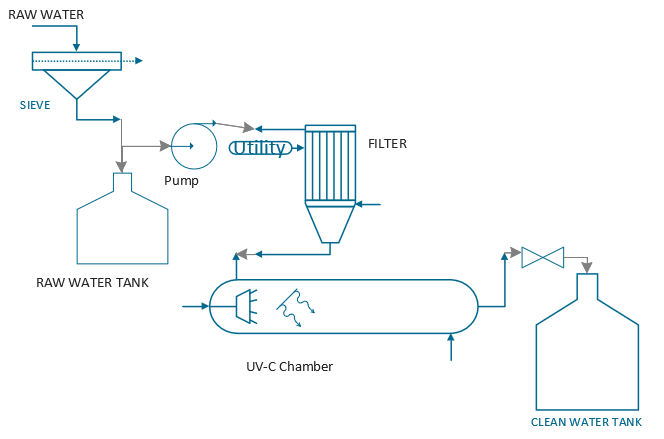 RAW WATER
SIEVE
Utility
FILTER
Pump
RAW WATER TANK
UV-C Chamber
CLEAN WATER TANK